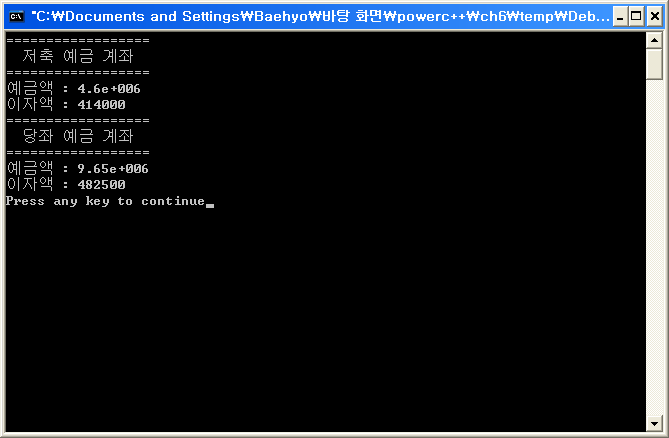 "C:₩Documents and Settings₩Baehyo₩바탕 화면₩powerc++₩ch6₩temp₩Deb...
==================
저축 예금 계좌
==================
예금액 : 4.6e+006
이자액 : 414000
==================
당좌 예금 계좌
==================
예금액 : 9.65e+006
이자액 : 482500
Press any key to continue_